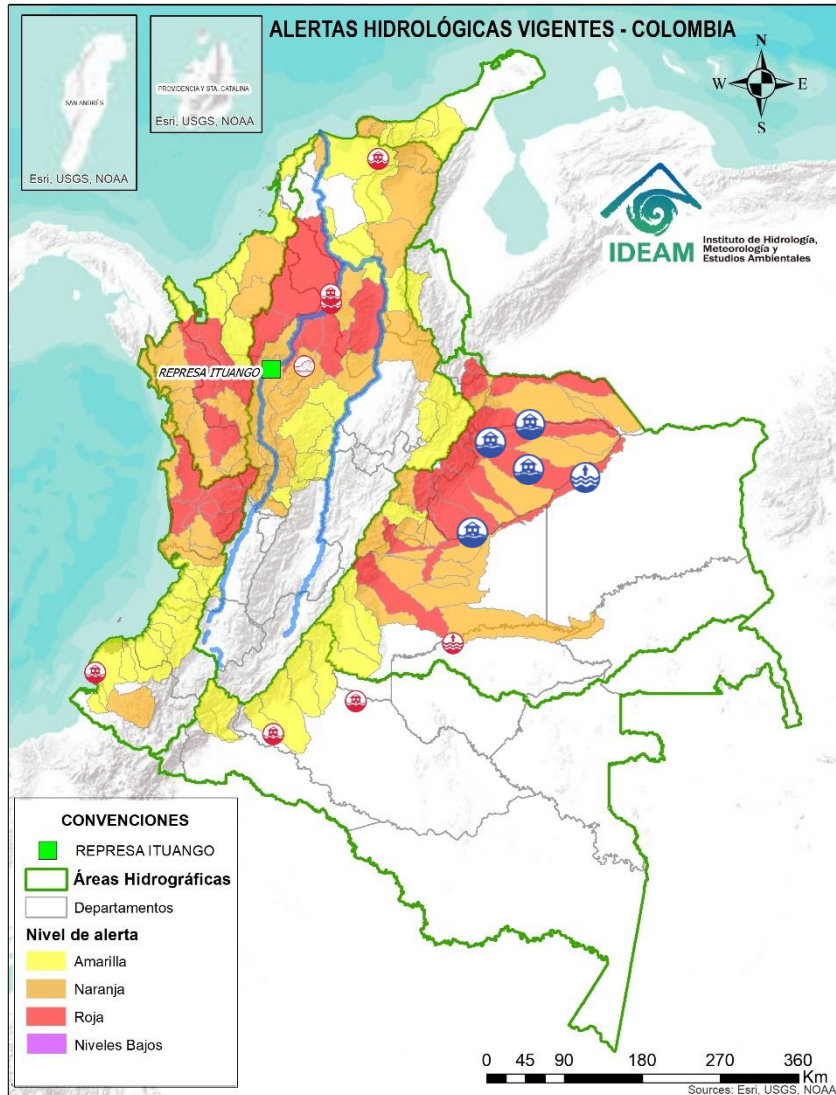 ALERTAS HIDROLÓGICAS VIGENTES - COLOMBIA
SAN ANDRÉS
Esri, USGS, NOAA
PROVIDENCIA Y STA. CATALINA
Esri, USGS, NOAA
N
W
E
S
IDEAM
Instituto de Hidrología,
Meteorología y
Estudios Ambientales
REPRESA ITUANGO
CONVENCIONES
REPRESA ITUANGO
Áreas Hidrográficas
Departamentos
Nivel de alerta
Amarilla
Naranja
Roja
Niveles Bajos
0 45 90 180 270 360
Km
Sources: Esri, USGS, NOAA